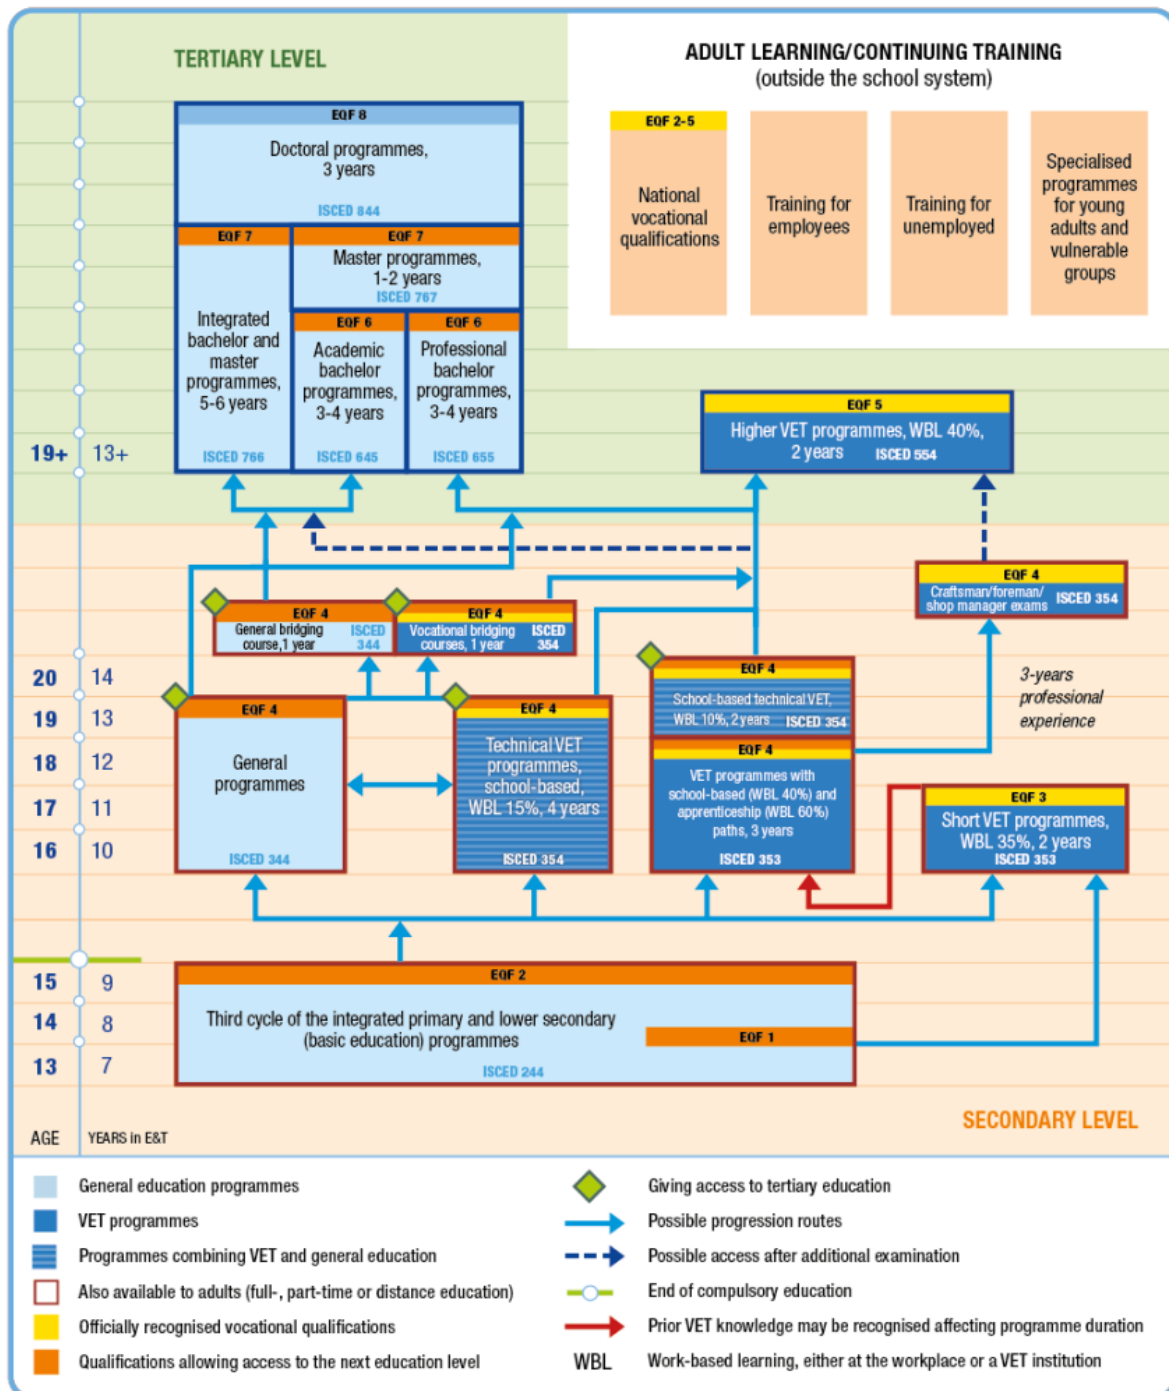 TERTIARY LEVEL
ADULT LEARNING/CONTINUING TRAINING
(outside the school system)
EQF 8
Doctoral programmes,
3 years
ISCED 844
EQF 2-5
National
vocational
qualifications
Training for
employees
Training for
unemployed
Specialised
programmes
for young
adults and
vulnerable
groups
EQF 7
Integrated
bachelor and
master
programmes,
5-6 years
ISCED 766
EQF 7
Master programmes,
1-2 years
ISCED 767
EQF 6
Academic
bachelor
programmes,
3-4 years
ISCED 645
EQF 6
Professional
bachelor
programmes,
3-4 years
ISCED 655
EQF 5
Higher VET programmes, WBL 40%,
2 years ISCED 554
19+ 13+
EQF 4
Craftsman/foreman/
shop manager exams
ISCED 354
EQF 4
General bridging
course,1 year
ISCED
344
EQF 4
Vocational bridging
courses, 1 year
ISCED
354
20 14
19 13
18 12
17 11
16 10
EQF 4
General
programmes
ISCED 344
EQF 4
Technical VET
programmes,
school-based,
WBL 15%, 4 years
ISCED 354
EQF 4
School-based technical VET,
WBL 10%, 2 years ISCED 354
EQF 4
VET programmes with
school-based (WBL 40%) and
apprenticeship (WBL 60%)
paths, 3 years
ISCED 353
3-years
professional
experience
EQF 3
Short VET programmes,
WBL 35%, 2 years
ISCED 353
15 9
14 8
13 7
EQF 2
Third cycle of the integrated primary and lower secondary
(basic education) programmes
EQF 1
ISCED 244
SECONDARY LEVEL
AGE YEARS in E&T
General education programmes
VET programmes
Programmes combining VET and general education
Also available to adults (full-, part-time or distance education)
Officially recognised vocational qualifications
Qualifications allowing access to the next education level
Giving access to tertiary education
Possible progression routes
Possible access after additional examination
End of compulsory education
Prior VET knowledge may be recognised affecting programme duration
WBL Work-based learning, either at the workplace or a VET institution